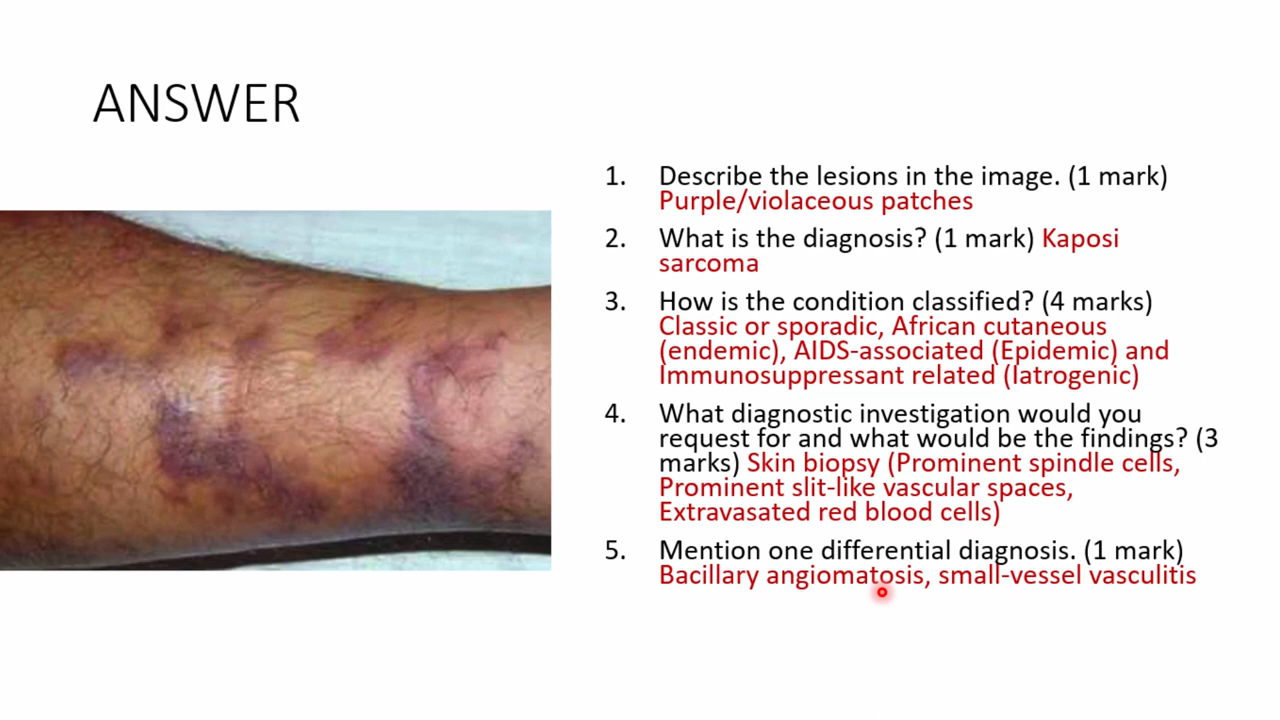 ANSWER
1. Describe the lesions in the image. (1 mark)
Purple/violaceous patches
2. What is the diagnosis? (1 mark) Kaposi
sarcoma
3. How is the condition classified? (4 marks)
Classic or sporadic, African cutaneous
(endemic), AIDS-associated (Epidemic) and
Immunosuppressant related (Iatrogenic)
4. What diagnostic investigation would you
request for and what would be the findings? (3
marks) Skin biopsy (Prominent spindle cells,
Prominent slit-like vascular spaces,
Extravasated red blood cells)
5. Mention one differential diagnosis. (1 mark)
Bacillary angiomatosis, small-vessel vasculitis